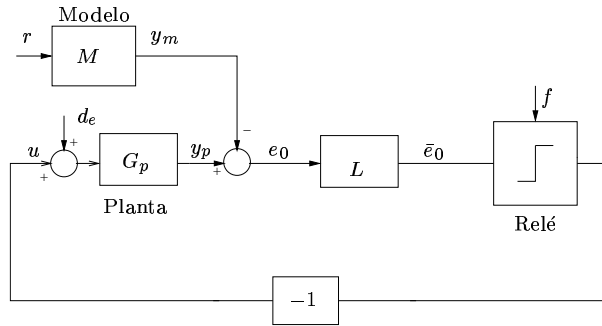 Modelo
r
M
y_m
d_e
−
f
+
u
G_p
y_p
e_0
L
ē_0
+
+
Planta
Relé
−1